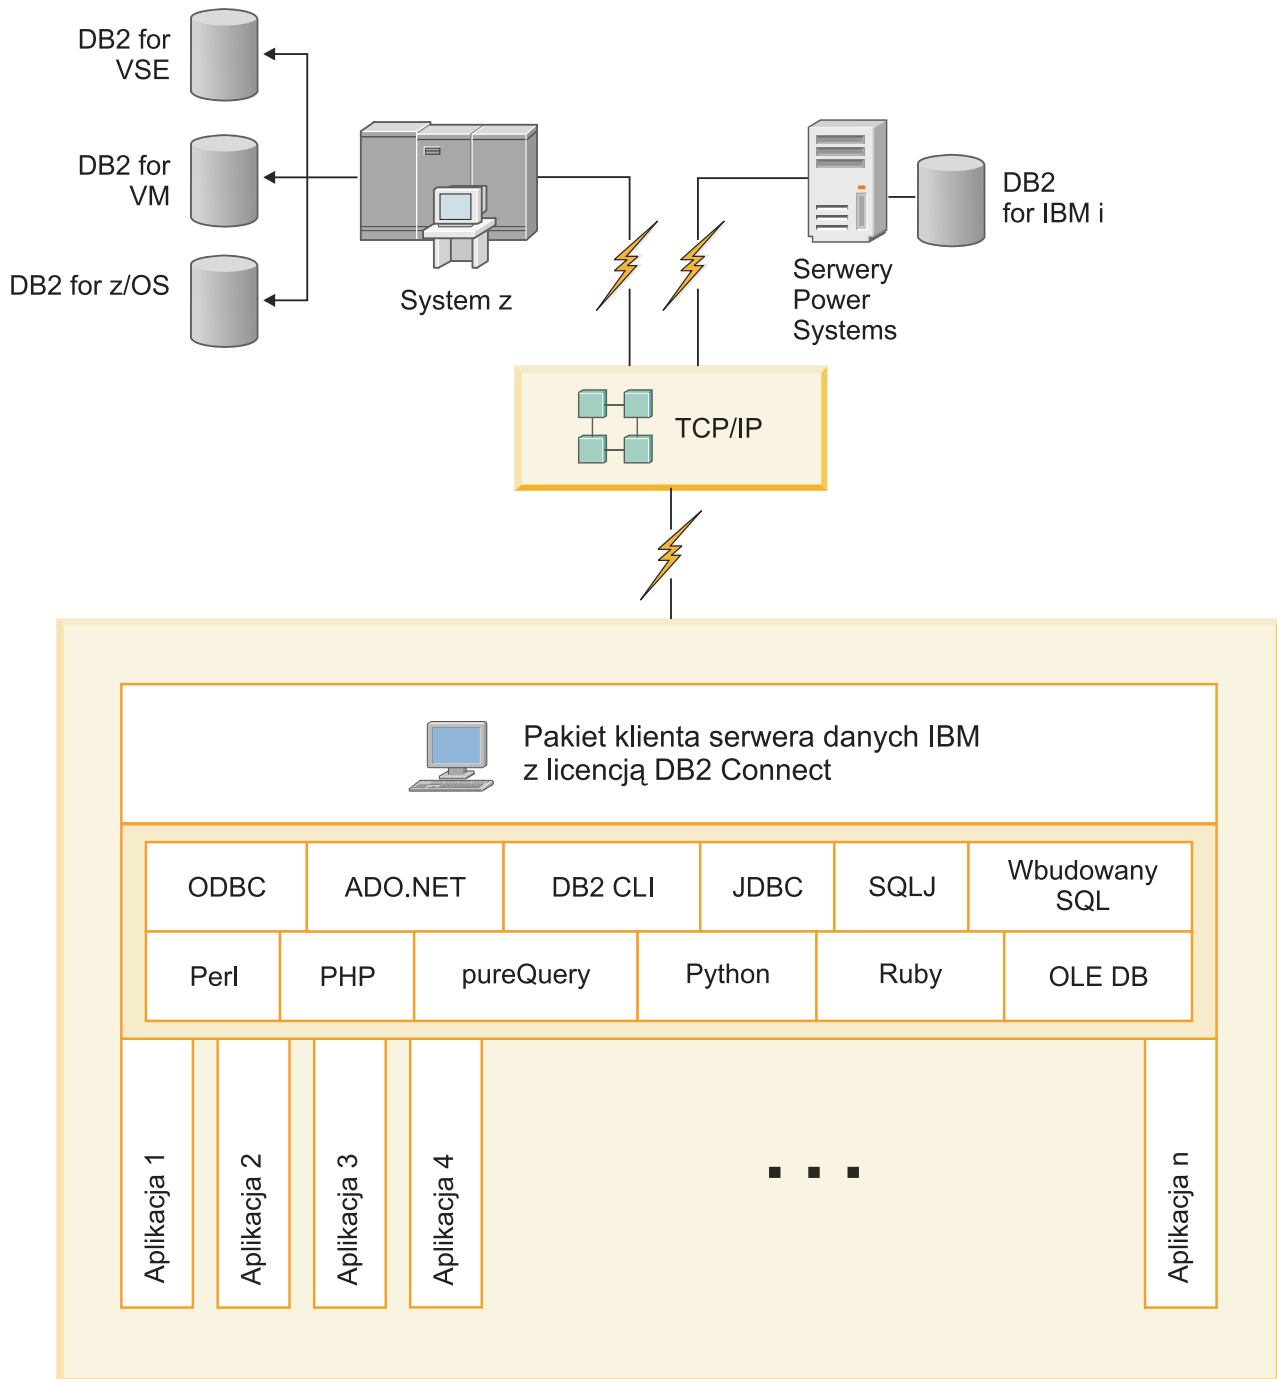 DB2 for
VSE
DB2 for
VM
DB2 for z/OS
System z
Serwery
Power
Systems
DB2
for IBM i
TCP/IP
Pakiet klienta serwera danych IBM
z licencją DB2 Connect
ODBC
ADO.NET
DB2 CLI
JDBC
SQLJ
Wbudowany
SQL
Perl
PHP
pureQuery
Python
Ruby
OLE DB
Aplikacja 1
Aplikacja 2
Aplikacja 3
Aplikacja 4
...
Aplikacja n